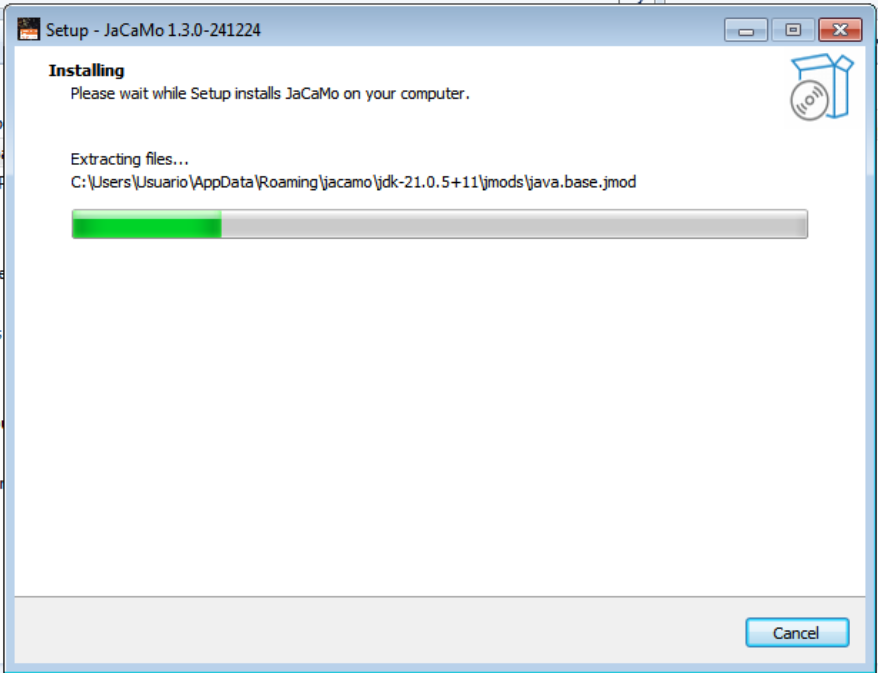 Setup - JaCaMo 1.3.0-241224
Installing
Please wait while Setup installs JaCaMo on your computer.
Extracting files...
C:\Users\Usuario\AppData\Roaming\jacamo\jdk-21.0.5+11\jmods\java.base.jmod
Cancel